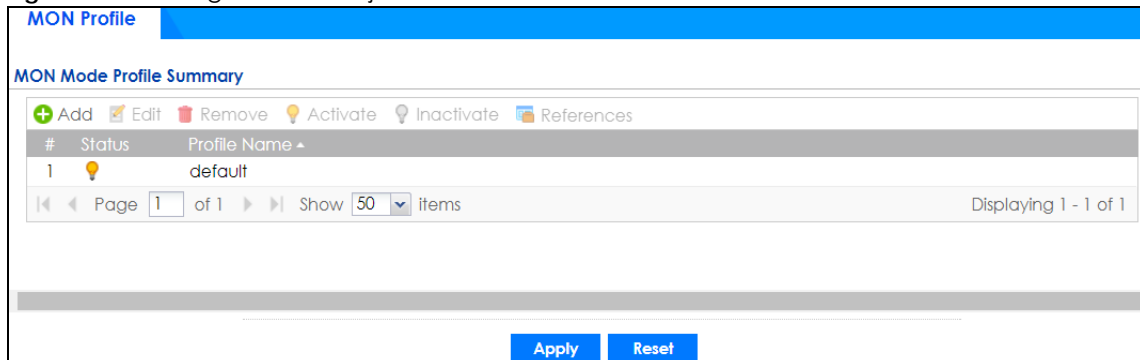 MON Profile
MON Mode Profile Summary
Add Edit Remove Activate Inactivate References
# Status Profile Name
1 default
Page 1 of 1 Show 50 items Displaying 1 - 1 of 1
Apply Reset